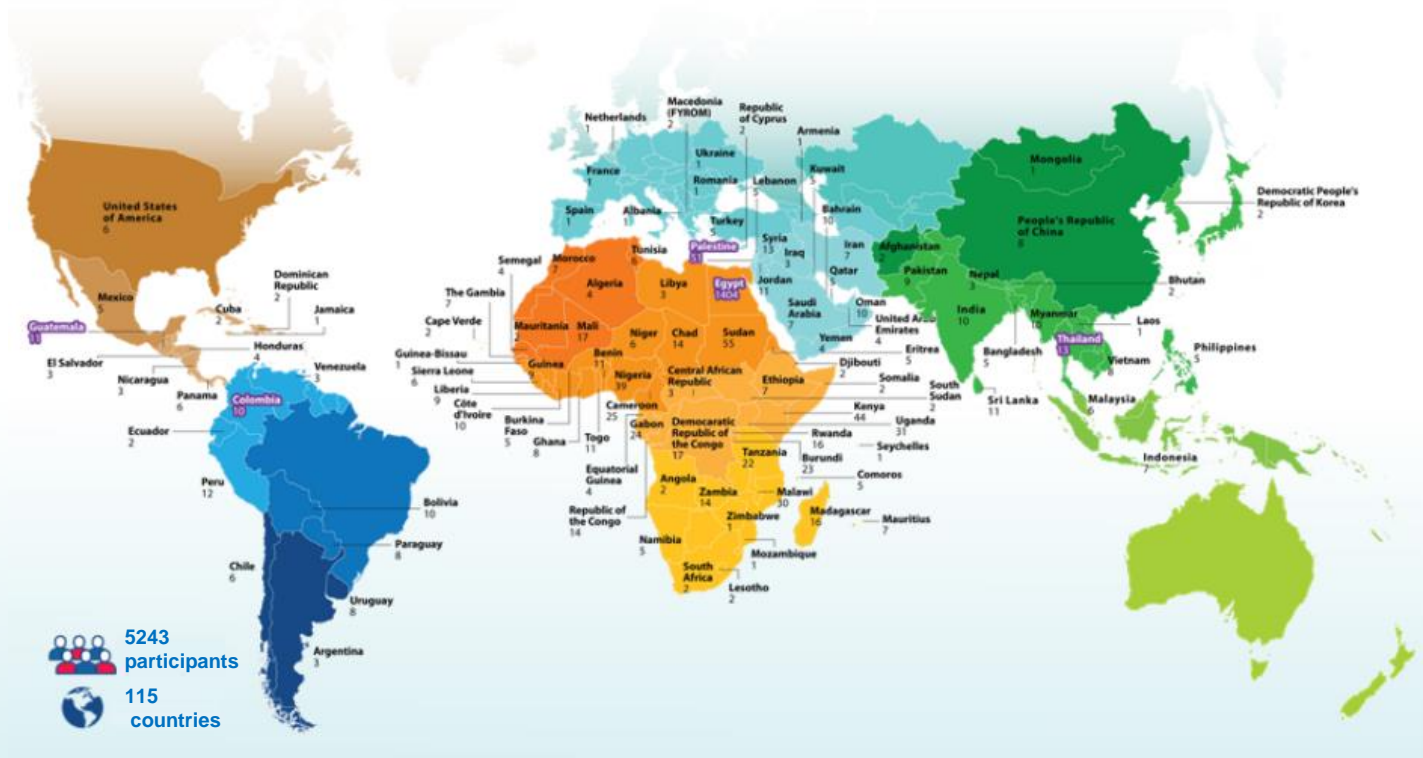 United States
of America
6
Mexico
5
Guatemala
11
El Salvador
3
Nicaragua
3
Panama
6
Cuba
2
Dominican
Republic
2
Jamaica
1
Honduras
4
Venezuela
3
Colombia
10
Ecuador
2
Peru
12
Bolivia
10
Paraguay
8
Chile
6
Uruguay
8
Argentina
3
Netherlands
1
Macedonia
(FYROM)
2
Republic
of Cyprus
2
Armenia
1
Ukraine
1
France
1
Romania
1
Lebanon
5
Kuwait
Spain
1
Albania
1
Turkey
5
Bahrain
10
Palestine
51
Syria
13
Iraq
3
Iran
7
Qatar
Jordan
11
Saudi
Arabia
7
Oman
10
United Arab
Emirates
4
Yemen
4
Semegal
4
Morocco
7
Tunisia
6
Algeria
4
Libya
3
Egypt
1404
The Gambia
7
Cape Verde
2
Mauritania
2
Mali
17
Niger
6
Chad
14
Sudan
55
Eritrea
5
Djibouti
2
Somalia
2
South
Sudan
2
Guinea-Bissau
1
Sierra Leone
6
Liberia
9
Guinea
Benin
11
Nigeria
39
Central African
Republic
3
Ethiopia
7
Côte
d'Ivoire
10
Burkina
Faso
5
Ghana
8
Togo
11
Cameroon
25
Gabon
24
Democaratic
Republic of
the Congo
17
Kenya
44
Uganda
31
Rwanda
16
Seychelles
1
Tanzania
22
Burundi
23
Comoros
5
Equatorial
Guinea
4
Republic of
the Congo
14
Angola
2
Zambia
14
Malawi
30
Zimbabwe
1
Madagascar
16
Mauritius
7
Namibia
5
Mozambique
1
South
Africa
2
Lesotho
2
Mongolia
1
People's Republic
of China
8
Democratic People's
Republic of Korea
2
Afghanistan
2
Pakistan
9
Nepal
3
India
10
Bhutan
2
Myanmar
10
Laos
1
Thailand
13
Bangladesh
5
Vietnam
8
Philippines
5
Sri Lanka
11
Malaysia
6
Indonesia
7
5243
participants
115
countries